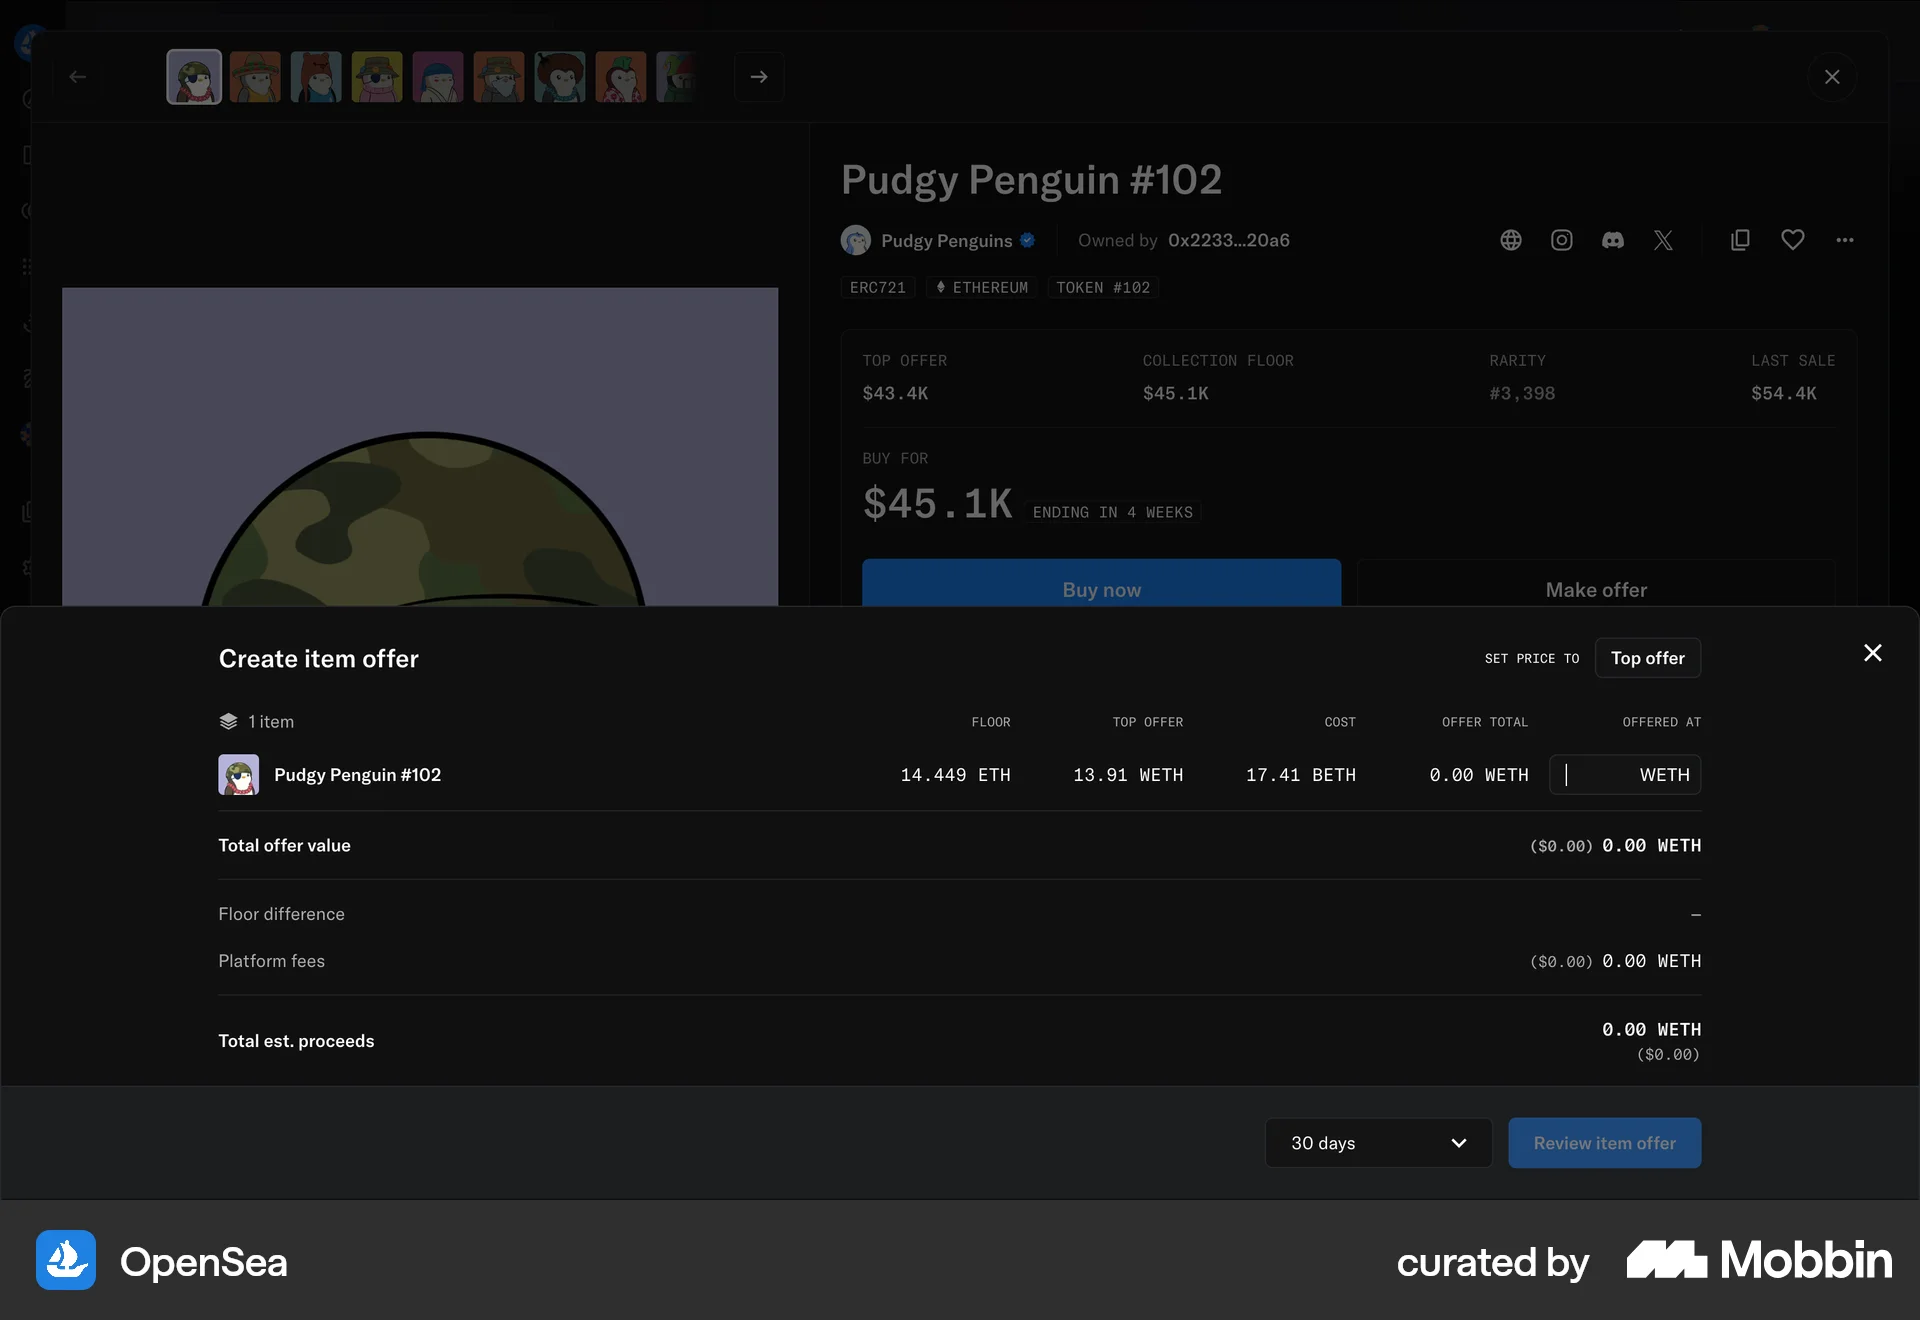 Pudgy Penguin #102
Pudgy Penguins
Owned by 0x2233...20a6
ERC721
ETHEREUM
TOKEN #102
TOP OFFER COLLECTION FLOOR RARITY LAST SALE
$43.4K $45.1K #3,398 $54.4K
BUY FOR
$45.1K ENDING IN 4 WEEKS
Buy now Make offer
Create item offer
SET PRICE TO Top offer
1 item FLOOR TOP OFFER COST OFFER TOTAL OFFERED AT
Pudgy Penguin #102 14.449 ETH 13.91 WETH 17.41 BETH 0.00 WETH WETH
Total offer value ($0.00) 0.00 WETH
Floor difference –
Platform fees ($0.00) 0.00 WETH
Total est. proceeds 0.00 WETH
($0.00)
30 days Review item offer
OpenSea curated by Mobbin